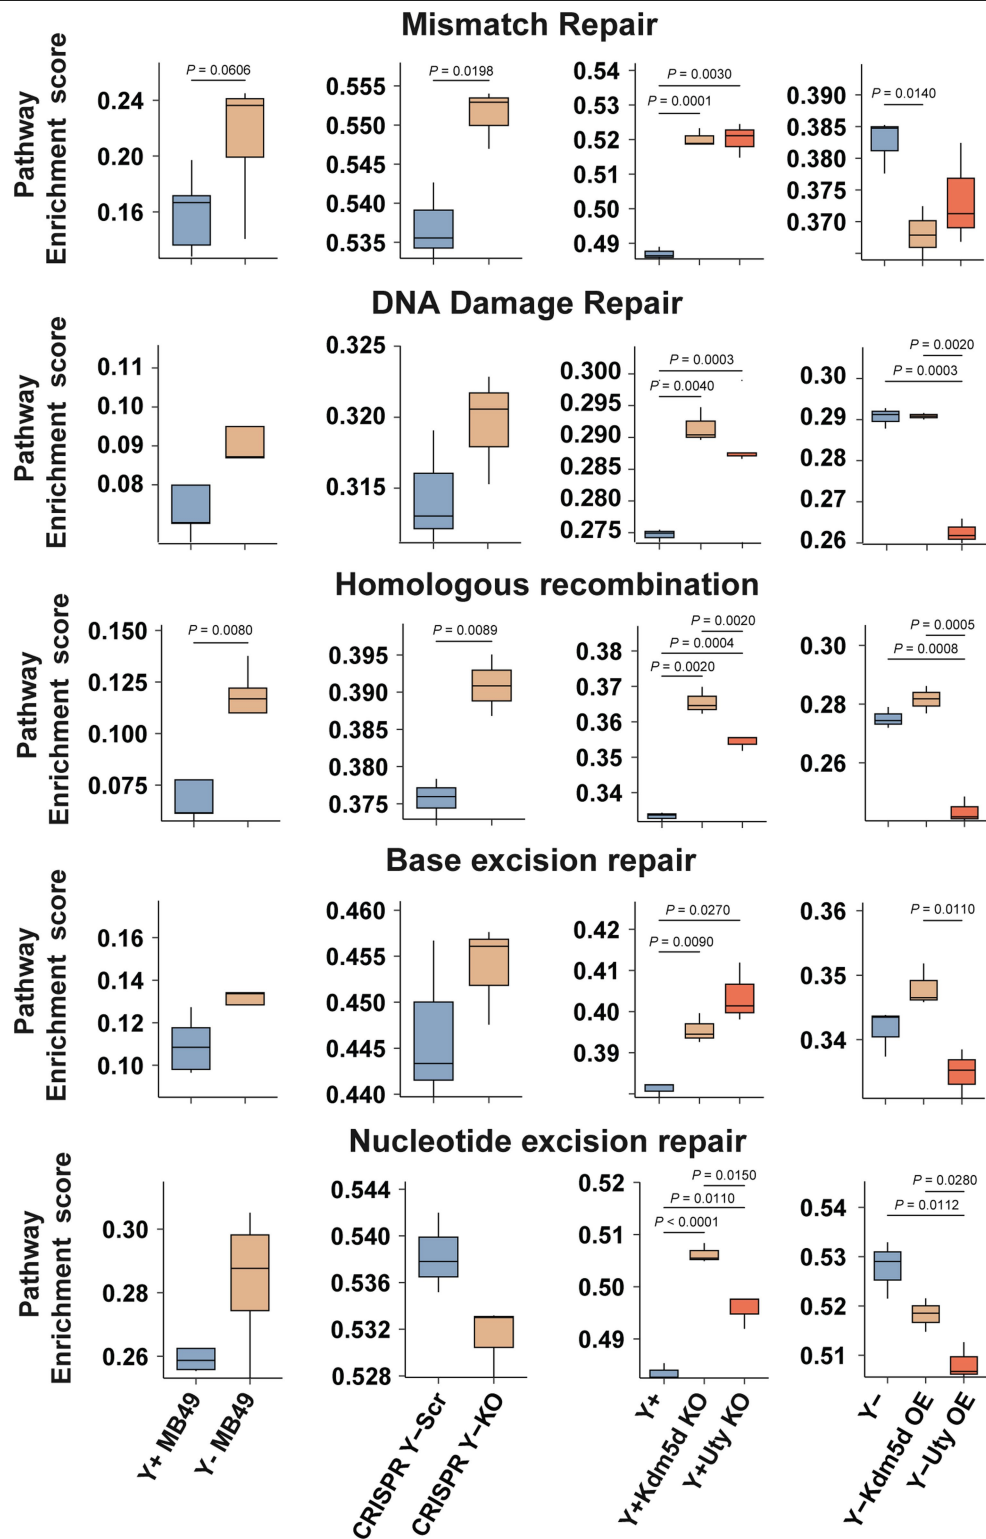 Mismatch Repair
Pathway
Enrichment score
0.24
0.20
0.16
P = 0.0606
0.555
0.550
0.545
0.540
0.535
P = 0.0198
0.54
0.53
0.52
0.51
0.50
0.49
P = 0.0030
P = 0.0001
0.390
0.385
0.380
0.375
0.370
P = 0.0140
DNA Damage Repair
Pathway
Enrichment score
0.11
0.10
0.09
0.08
0.325
0.320
0.315
0.300
0.295
0.290
0.285
0.280
0.275
P = 0.0003
P = 0.0040
0.30
0.29
0.28
0.27
0.26
P = 0.0020
P = 0.0003
Homologous recombination
Pathway
Enrichment score
0.150
0.125
0.100
0.075
P = 0.0080
0.395
0.390
0.385
0.380
0.375
P = 0.0089
0.38
0.37
0.36
0.35
0.34
P = 0.0020
P = 0.0004
P = 0.0020
0.30
0.28
0.26
P = 0.0005
P = 0.0008
Base excision repair
Pathway
Enrichment score
0.16
0.14
0.12
0.10
0.460
0.455
0.450
0.445
0.440
0.42
0.41
0.40
0.39
P = 0.0270
P = 0.0090
0.36
0.35
0.34
P = 0.0110
Nucleotide excision repair
Pathway
Enrichment score
0.30
0.28
0.26
0.544
0.540
0.536
0.532
0.528
0.52
0.51
0.50
0.49
P = 0.0150
P = 0.0110
P < 0.0001
0.54
0.53
0.52
0.51
P = 0.0280
P = 0.0112
Y+ MB49
Y- MB49
CRISPR Y−Scr
CRISPR Y−KO
Y+
Y+Kdm5d KO
Y+Uty KO
Y−
Y−Kdm5d OE
Y−Uty OE